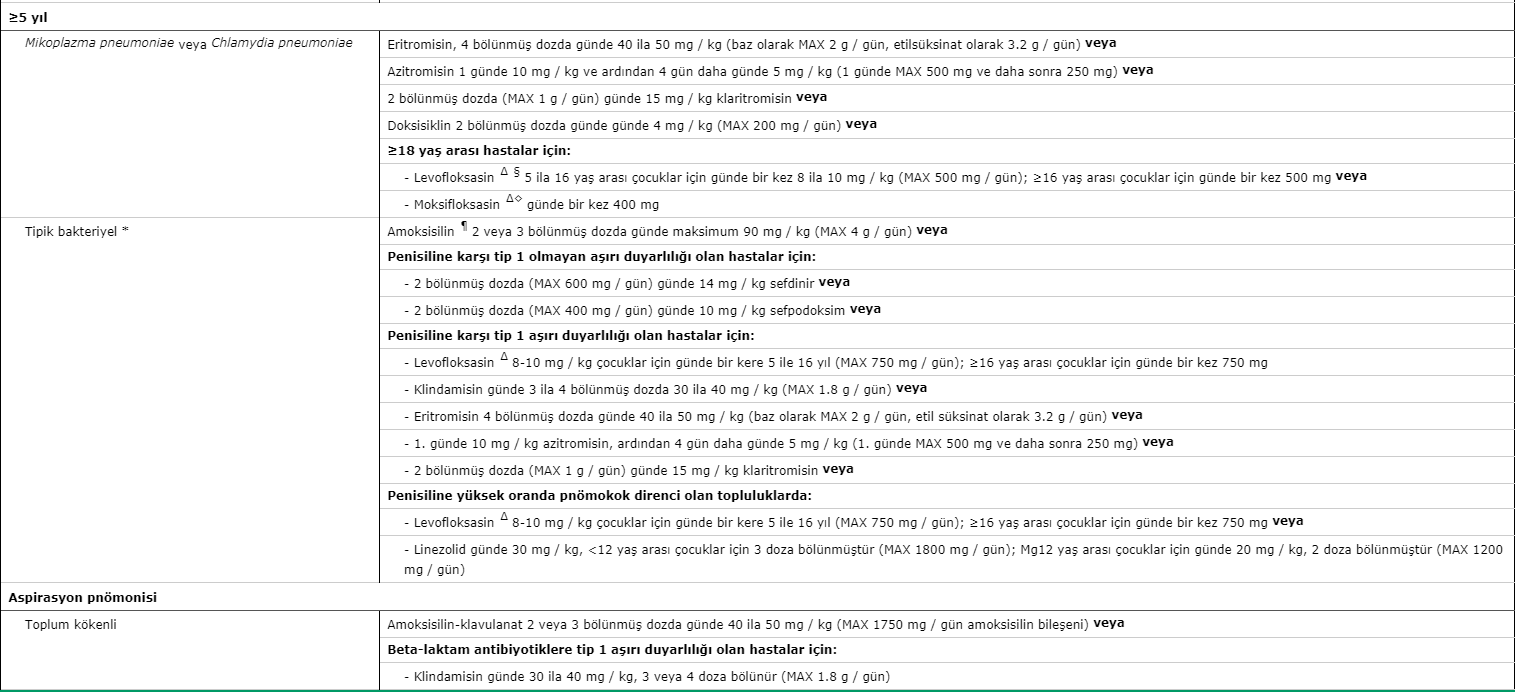 ≥5 yıl
Mikoplazma pneumoniae veya Chlamydia pneumoniae
Eritromisin, 4 bölünmüş dozda günde 40 ila 50 mg / kg (baz olarak MAX 2 g / gün, etilsüksinat olarak 3.2 g / gün) veya
Azitromisin 1 günde 10 mg / kg ve ardından 4 gün daha günde 5 mg / kg (1 günde MAX 500 mg ve daha sonra 250 mg) veya
2 bölünmüş dozda (MAX 1 g / gün) günde 15 mg / kg klaritromisin veya
Doksisiklin 2 bölünmüş dozda günde günde 4 mg / kg (MAX 200 mg / gün) veya
≥18 yaş arası hastalar için:
- Levofloksasin Δ § 5 ila 16 yaş arası çocuklar için günde bir kez 8 ila 10 mg / kg (MAX 500 mg / gün); ≥16 yaş arası çocuklar için günde bir kez 500 mg veya
- Moksifloksasin Δ◇ günde bir kez 400 mg
Tipik bakteriyel *
Amoksisilin ¶ 2 veya 3 bölünmüş dozda günde maksimum 90 mg / kg (MAX 4 g / gün) veya
Penisiline karşı tip 1 olmayan aşırı duyarlılığı olan hastalar için:
- 2 bölünmüş dozda (MAX 600 mg / gün) günde 14 mg / kg sefdinir veya
- 2 bölünmüş dozda (MAX 400 mg / gün) günde 10 mg / kg sefpodoksim veya
Penisiline karşı tip 1 aşırı duyarlılığı olan hastalar için:
- Levofloksasin Δ 8-10 mg / kg çocuklar için günde bir kere 5 ile 16 yıl (MAX 750 mg / gün); ≥16 yaş arası çocuklar için günde bir kez 750 mg
- Klindamisin günde 3 ila 4 bölünmüş dozda 30 ila 40 mg / kg (MAX 1.8 g / gün) veya
- Eritromisin 4 bölünmüş dozda günde 40 ila 50 mg / kg (baz olarak MAX 2 g / gün, etil süksinat olarak 3.2 g / gün) veya
- 1. günde 10 mg / kg azitromisin, ardından 4 gün daha günde 5 mg / kg (1. günde MAX 500 mg ve daha sonra 250 mg) veya
- 2 bölünmüş dozda (MAX 1 g / gün) günde 15 mg / kg klaritromisin veya
Penisiline yüksek oranda pnömokok direnci olan topluluklarda:
- Levofloksasin Δ 8-10 mg / kg çocuklar için günde bir kere 5 ile 16 yıl (MAX 750 mg / gün); ≥16 yaş arası çocuklar için günde bir kez 750 mg veya
- Linezolid günde 30 mg / kg, <12 yaş arası çocuklar için 3 doza bölünmüştür (MAX 1800 mg / gün); Mg12 yaş arası çocuklar için günde 20 mg / kg, 2 doza bölünmüştür (MAX 1200
mg / gün)
Aspirasyon pnömonisi
Toplum kökenli
Amoksisilin-klavulanat 2 veya 3 bölünmüş dozda günde 40 ila 50 mg / kg (MAX 1750 mg / gün amoksisilin bileşeni) veya
Beta-laktam antibiyotiklere tip 1 aşırı duyarlılığı olan hastalar için:
- Klindamisin günde 30 ila 40 mg / kg, 3 veya 4 doza bölünür (MAX 1.8 g / gün)